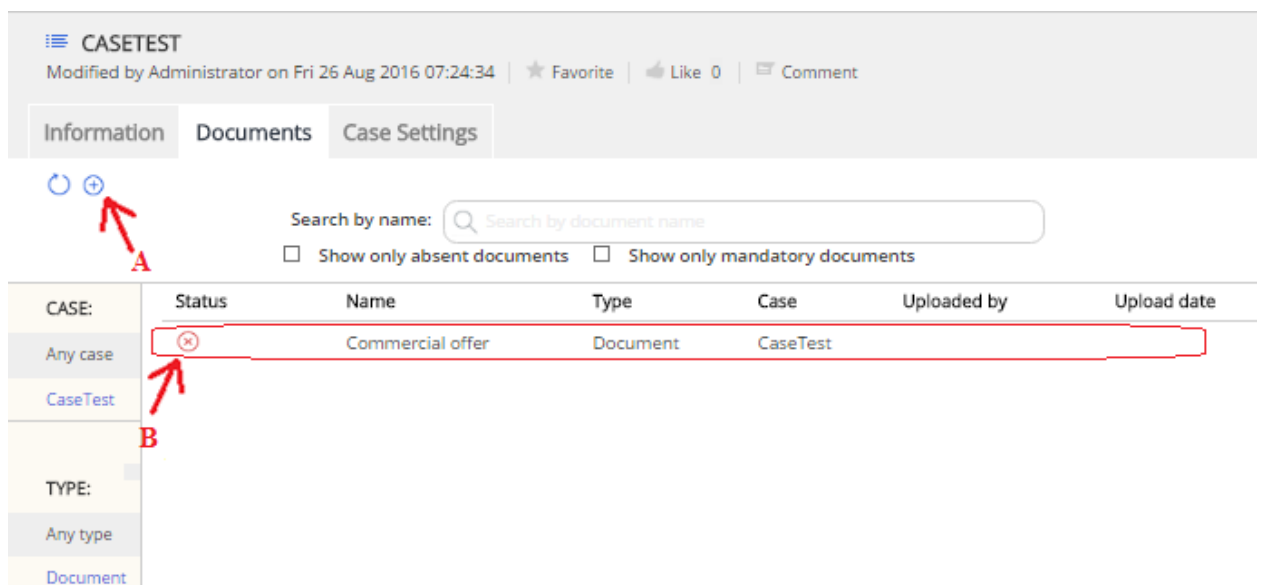 CASETEST
Modified by Administrator on Fri 26 Aug 2016 07:24:34 Favorite Like 0 Comment
Information Documents Case Settings
A
Search by name: Search by document name
Show only absent documents Show only mandatory documents
CASE: Status Name Type Case Uploaded by Upload date
Commercial offer Document CaseTest
Any case
CaseTest
B
TYPE:
Any type
Document